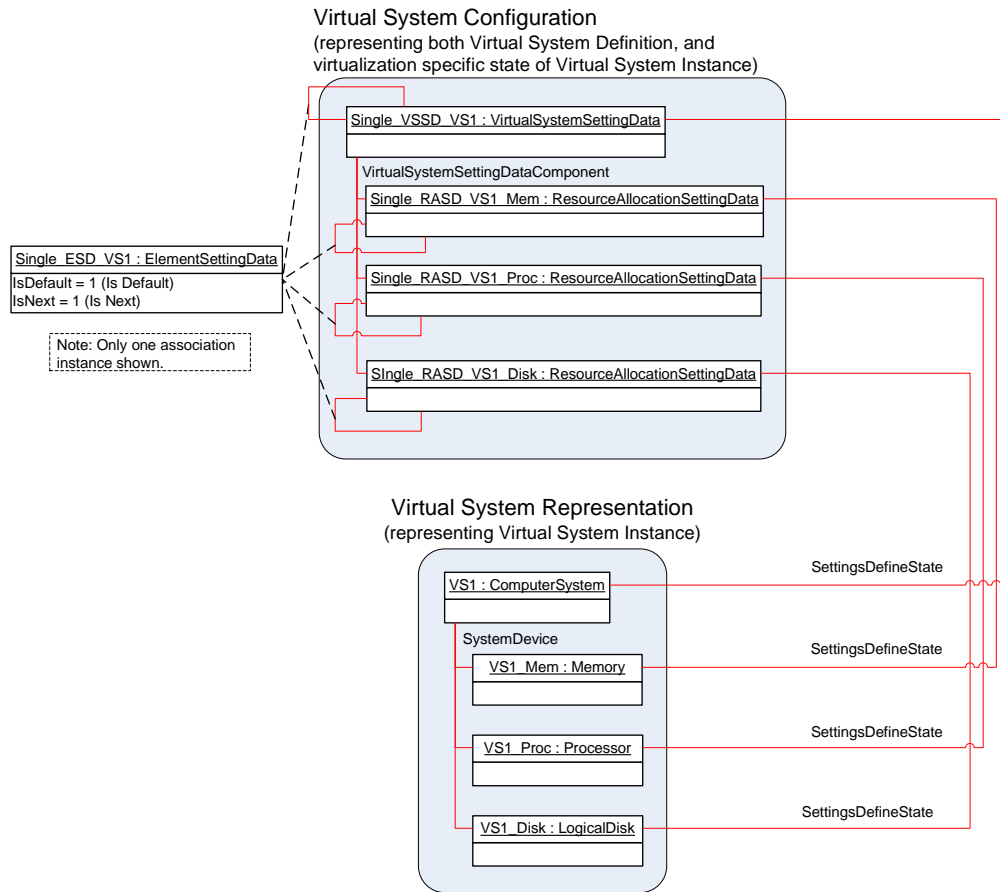 Virtual System Configuration
(representing both Virtual System Definition, and
virtualization specific state of Virtual System Instance)
Single_VSSD_VS1 : VirtualSystemSettingData
VirtualSystemSettingDataComponent
Single_RASD_VS1_Mem : ResourceAllocationSettingData
Single_ESD_VS1 : ElementSettingData
IsDefault = 1 (Is Default)
IsNext = 1 (Is Next)
Single_RASD_VS1_Proc : ResourceAllocationSettingData
Note: Only one association
instance shown.
SIngle_RASD_VS1_Disk : ResourceAllocationSettingData
Virtual System Representation
(representing Virtual System Instance)
VS1 : ComputerSystem
SettingsDefineState
SystemDevice
VS1_Mem : Memory
SettingsDefineState
VS1_Proc : Processor
SettingsDefineState
VS1_Disk : LogicalDisk
SettingsDefineState